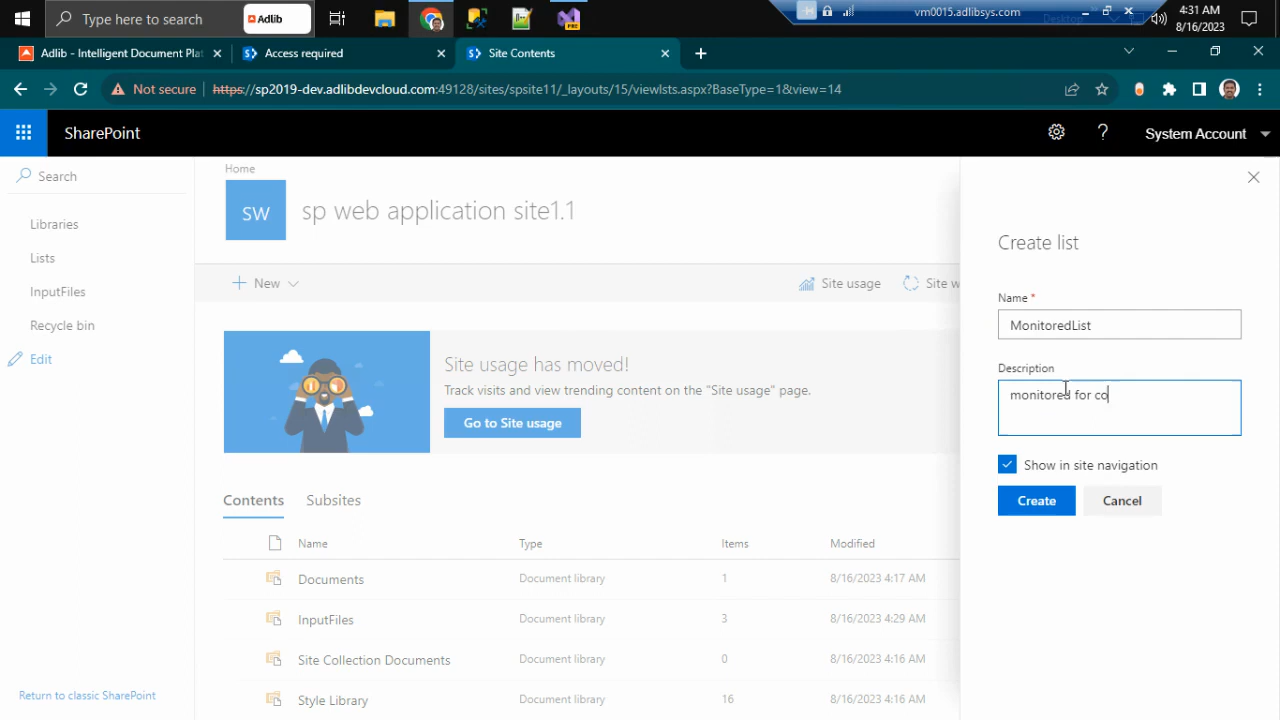 Type here to search
Adlib
vm0015.adlibsys.com
Desktop
4:31 AM
8/16/2023
Adlib - Intelligent Document Plat
Access required
Site Contents
Not secure
https://sp2019-dev.adlibdevcloud.com:49128/sites/spsite11/_layouts/15/viewlsts.aspx?BaseType=1&view=14
SharePoint
System Account
Search
Libraries
Lists
InputFiles
Recycle bin
Edit
Return to classic SharePoint
Home
SW
sp web application site1.1
New
Site usage
Site w
Site usage has moved!
Track visits and view trending content on the "Site usage" page.
Go to Site usage
Contents
Subsites
Name
Type
Items
Modified
Documents
Document library
1
8/16/2023 4:17 AM
InputFiles
Document library
3
8/16/2023 4:29 AM
Site Collection Documents
Document library
0
8/16/2023 4:16 AM
Style Library
Document library
16
8/16/2023 4:16 AM
Create list
Name *
MonitoredList
Description
monitored for co
Show in site navigation
Create
Cancel